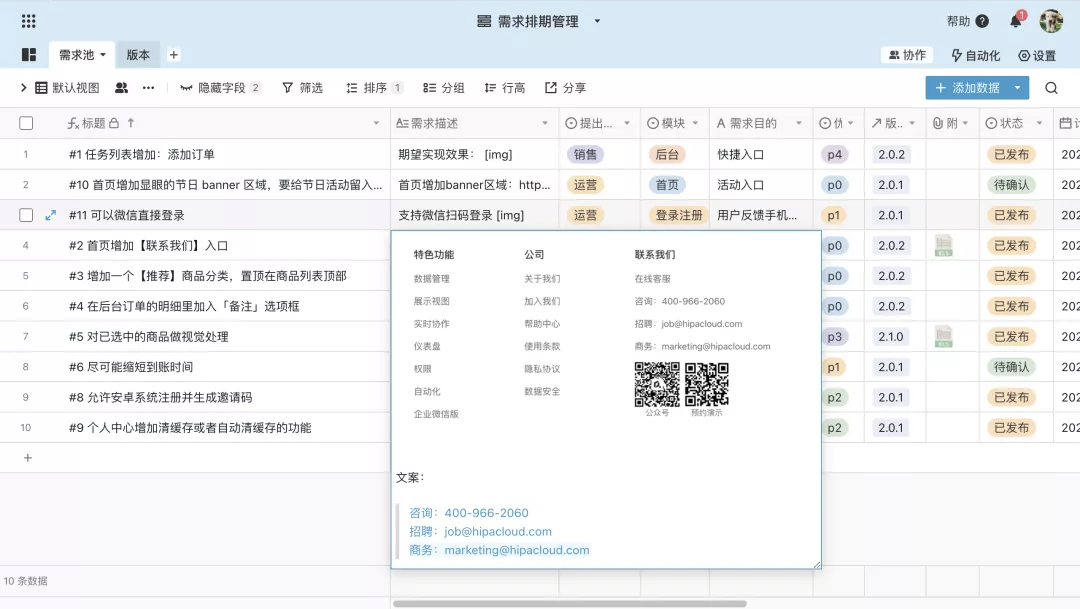 需求排期管理
帮助 ?
1
需求池
版本
+
协作
自动化
设置
默认视图
隐藏字段 2
筛选
排序 1
分组
行高
分享
+ 添加数据
标题
需求描述
提出...
模块
A 需求目的
版..
附
状态
1 #1 任务列表增加：添加订单 期望实现效果： [img] 销售 后台 快捷入口 p4 2.0.2 已发布 202
2 #10 首页增加显眼的节日 banner 区域，要给节日活动留入... 首页增加banner区域：http... 运营 首页 活动入口 p0 2.0.1 待确认 202
#11 可以微信直接登录 支持微信扫码登录 [img] 运营 登录注册 用户反馈手机... p1 2.0.1 已发布 202
4 #2 首页增加【联系我们】入口 p0 2.0.2 已发布 202
5 #3 增加一个【推荐】商品分类，置顶在商品列表顶部 p0 2.0.2 已发布 202
6 #4 在后台订单的明细里加入「备注」选项框 p0 2.0.2 已发布 202
7 #5 对已选中的商品做视觉处理 p3 2.1.0 已发布 202
8 #6 尽可能缩短到账时间 p1 2.0.1 待确认 202
9 #8 允许安卓系统注册并生成邀请码 p2 2.0.1 已发布 202
10 #9 个人中心增加清缓存或者自动清缓存的功能 p2 2.0.1 已发布 202
+
特色功能 公司 联系我们
数据管理 关于我们 在线客服
展示视图 加入我们 咨询：400-966-2060
实时协作 帮助中心 招聘：job@hipacloud.com
仪表盘 使用条款 商务：marketing@hipacloud.com
权限 隐私协议
自动化 数据安全
公众号 预约演示
企业微信版
文案：
咨询：400-966-2060
招聘：job@hipacloud.com
商务：marketing@hipacloud.com
10 条数据